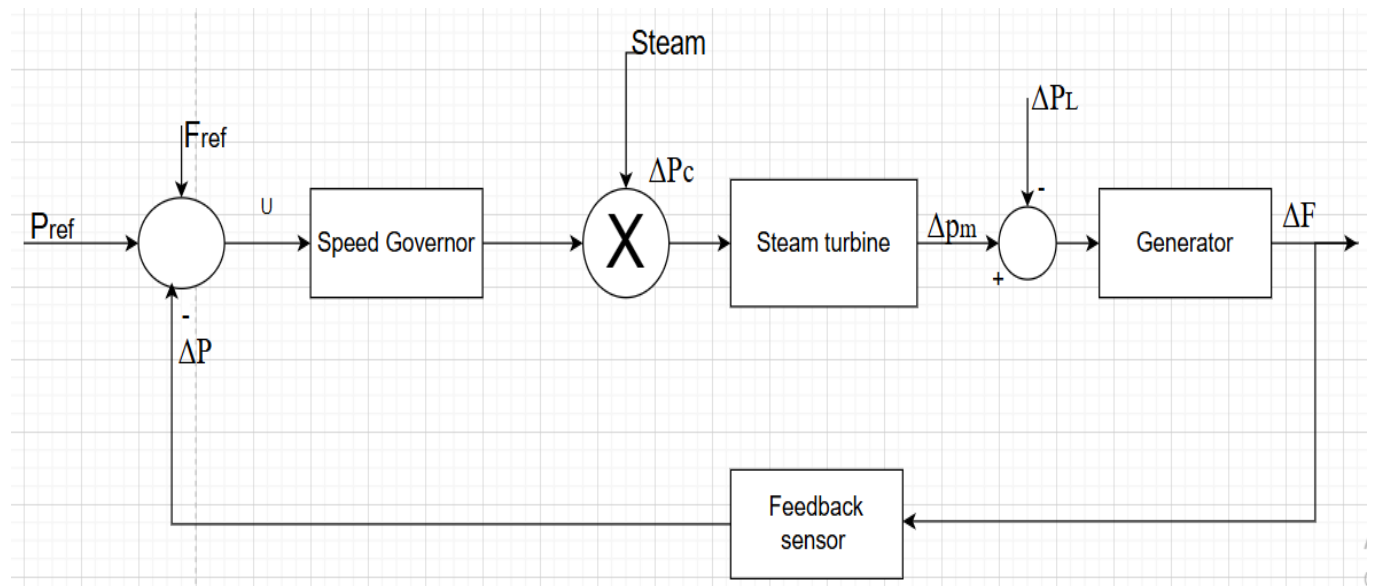 Steam
ΔPL
Fref
ΔPc
U
Pref
Speed Governor
X
Steam turbine
Δpm
-
+
Generator
ΔF
-
ΔP
Feedback
sensor